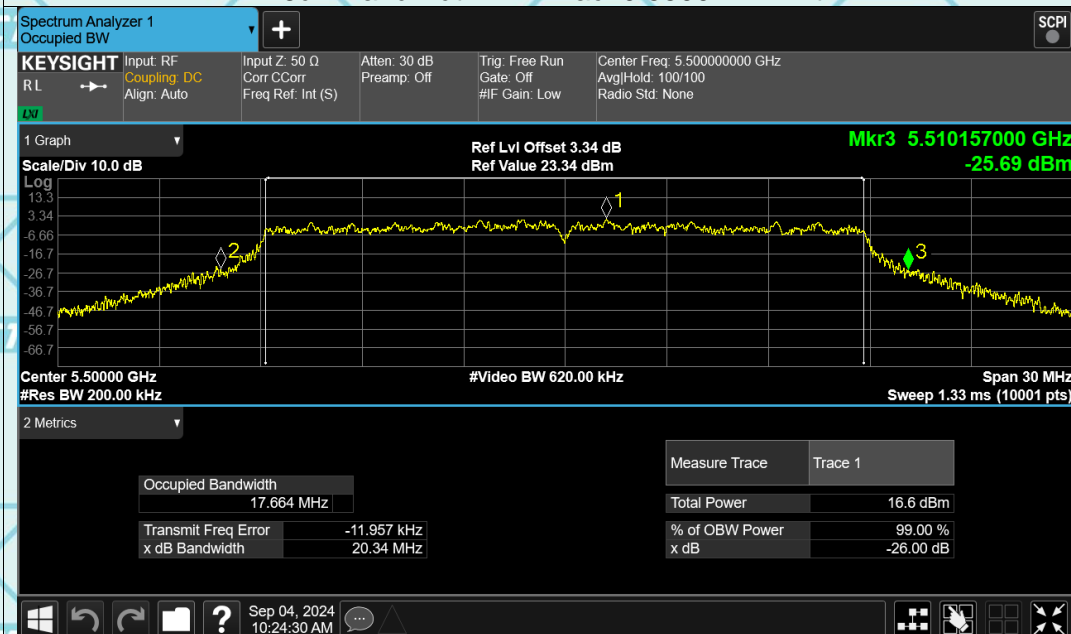 Spectrum Analyzer 1
Occupied BW
+
SCPI
KEYSIGHT
R L
LXI
Input: RF
Coupling: DC
Align: Auto
Input Z: 50 Ω
Corr CCorr
Freq Ref: Int (S)
Atten: 30 dB
Preamp: Off
Trig: Free Run
Gate: Off
#IF Gain: Low
Center Freq: 5.500000000 GHz
Avg|Hold: 100/100
Radio Std: None
1 Graph
Scale/Div 10.0 dB
Ref Lvl Offset 3.34 dB
Ref Value 23.34 dBm
Mkr3 5.510157000 GHz
-25.69 dBm
Log
13.3
3.34
-6.66
-16.7
-26.7
-36.7
-46.7
-56.7
-66.7
1
2
3
Center 5.50000 GHz
#Video BW 620.00 kHz
Span 30 MHz
#Res BW 200.00 kHz
Sweep 1.33 ms (10001 pts)
2 Metrics
Occupied Bandwidth
17.664 MHz
Transmit Freq Error -11.957 kHz
x dB Bandwidth 20.34 MHz
Measure Trace Trace 1
Total Power 16.6 dBm
% of OBW Power 99.00 %
x dB -26.00 dB
?
Sep 04, 2024
10:24:30 AM